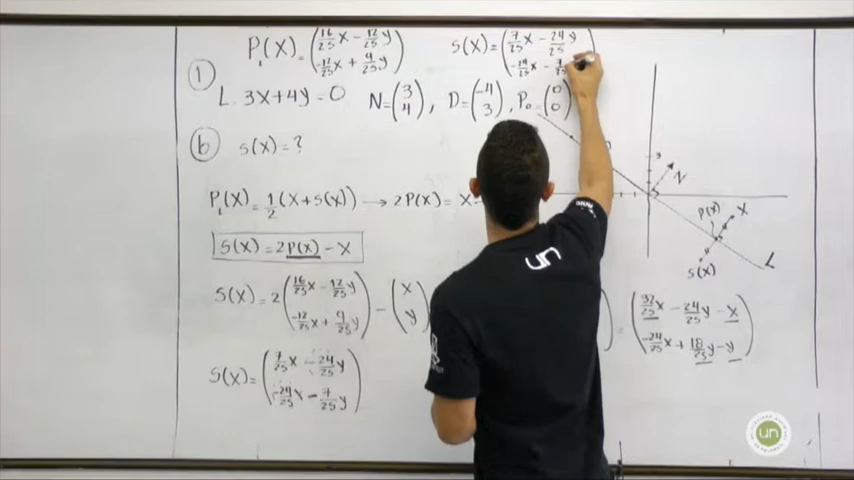 P₁(X) = (16/25 x − 12/25 y
−12/25 x + 9/25 y)
S(X) = (7/25 x − 24/25 y
−24/25 x − 7/25
1
L: 3X+4y=0 N=(3 4), D=(−4 3), P₀=(0 0)
b S(X)=?
P₁(X) = 1/2 (X + S(X)) → 2P(X) = X
S(X) = 2P(X) − X
S(X) = 2 (16/25 x − 12/25 y
−12/25 x + 9/25 y) − (x y)
= (32/25 x − 24/25 y − x
−24/25 x + 18/25 y − y)
S(X) = (7/25 x − 24/25 y
−24/25 x − 7/25 y)
N
P(X) X
S(X)
L
un
un